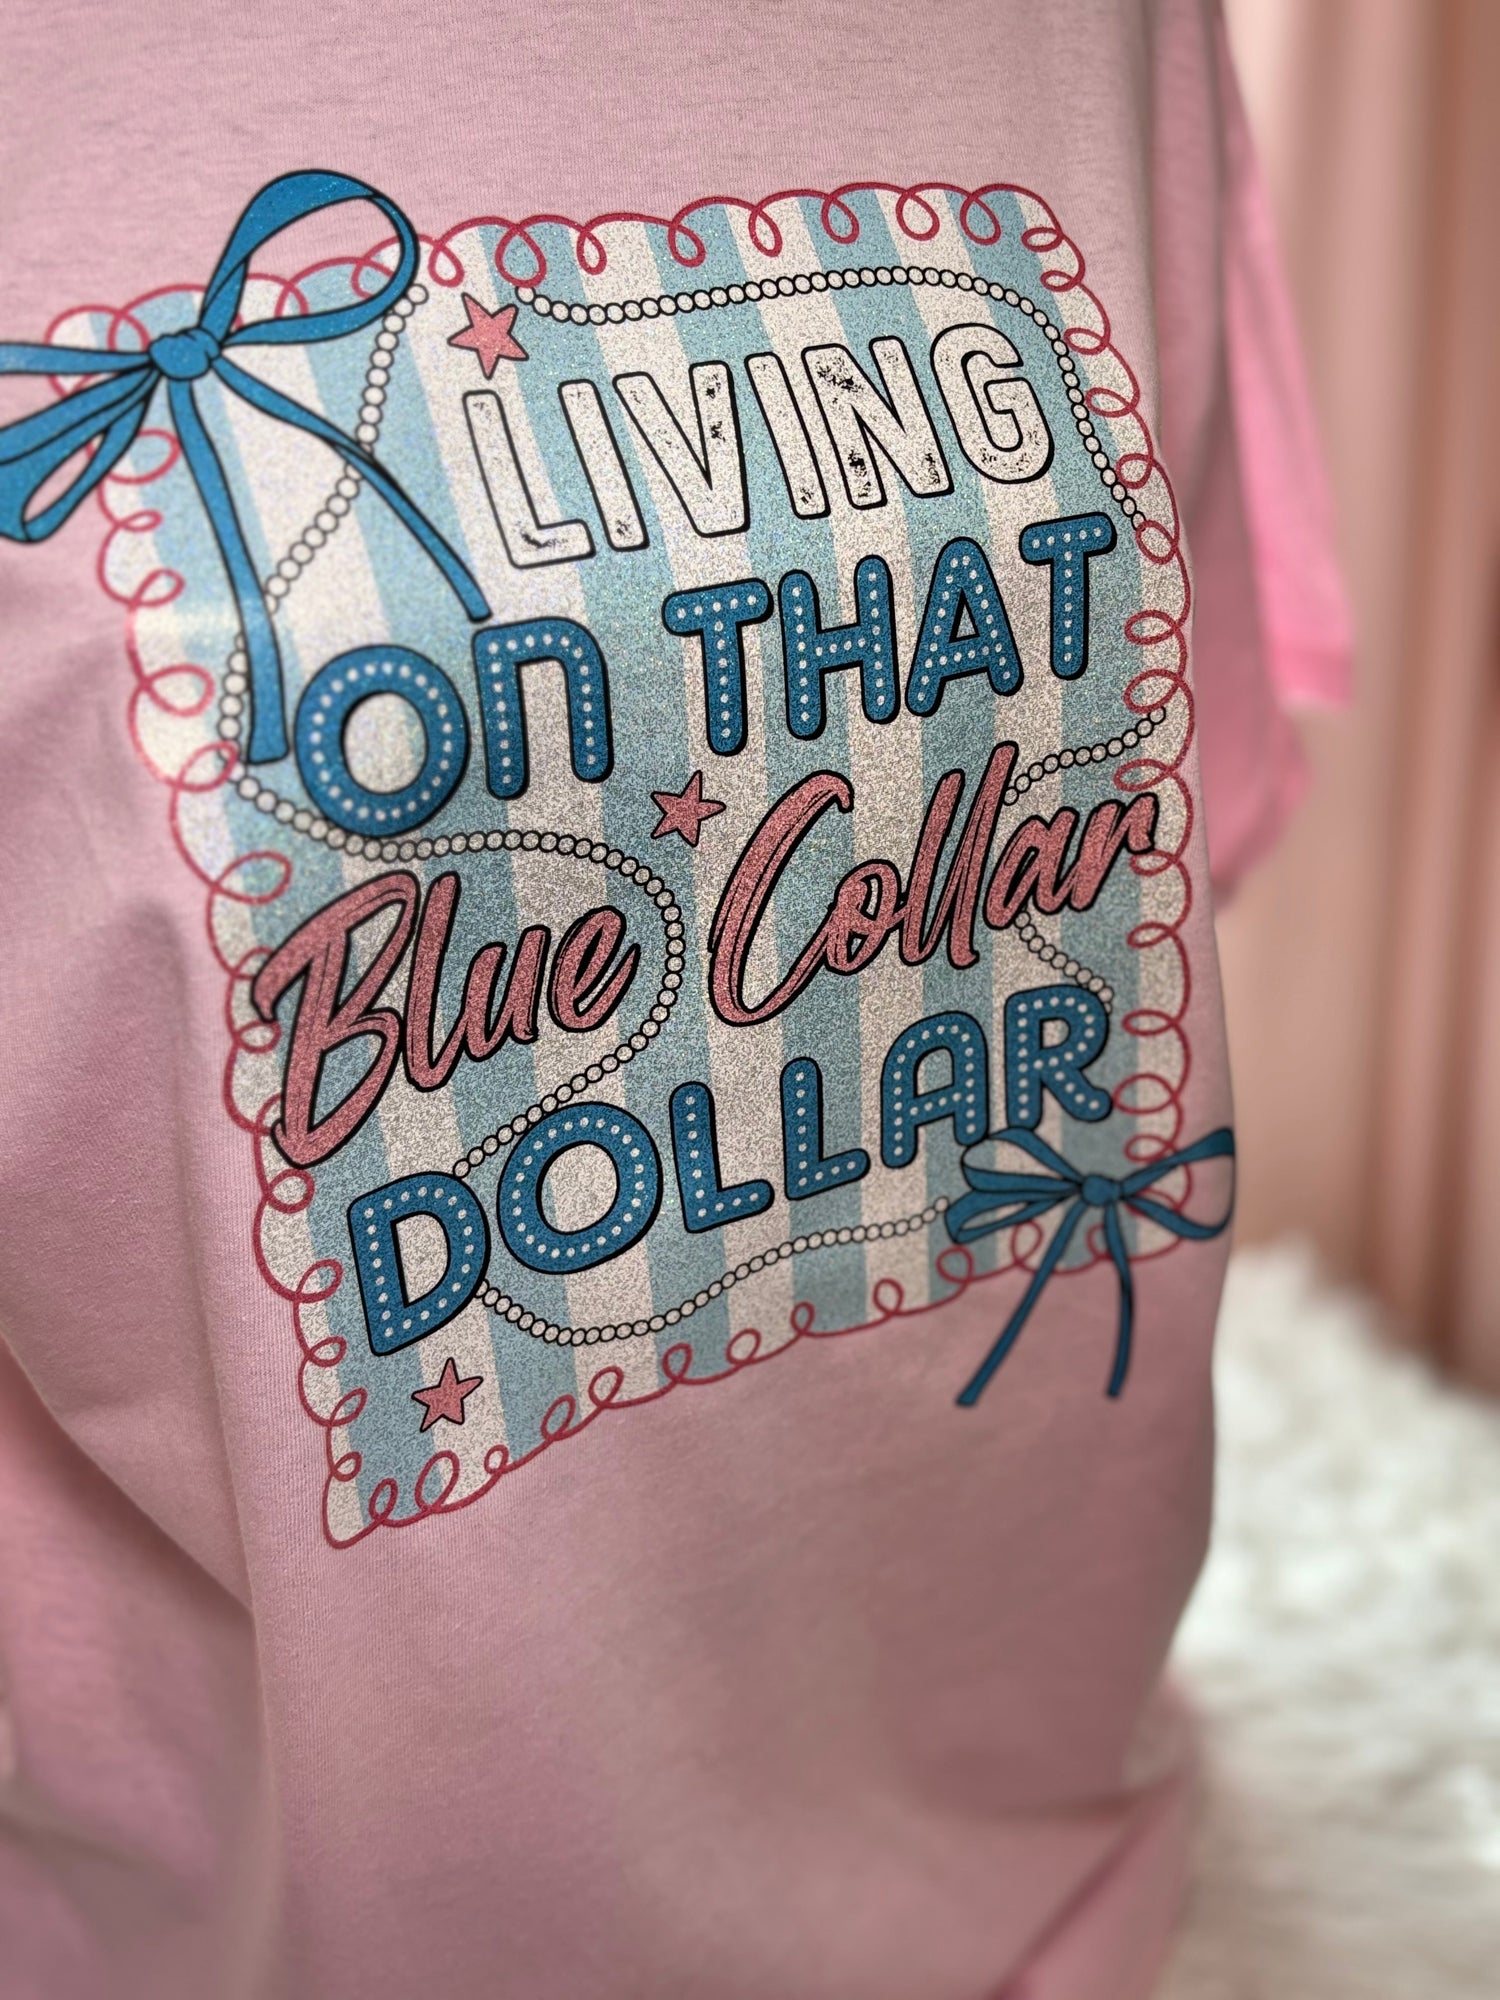 LIVING
ON THAT
Blue Collar
DOLLAR